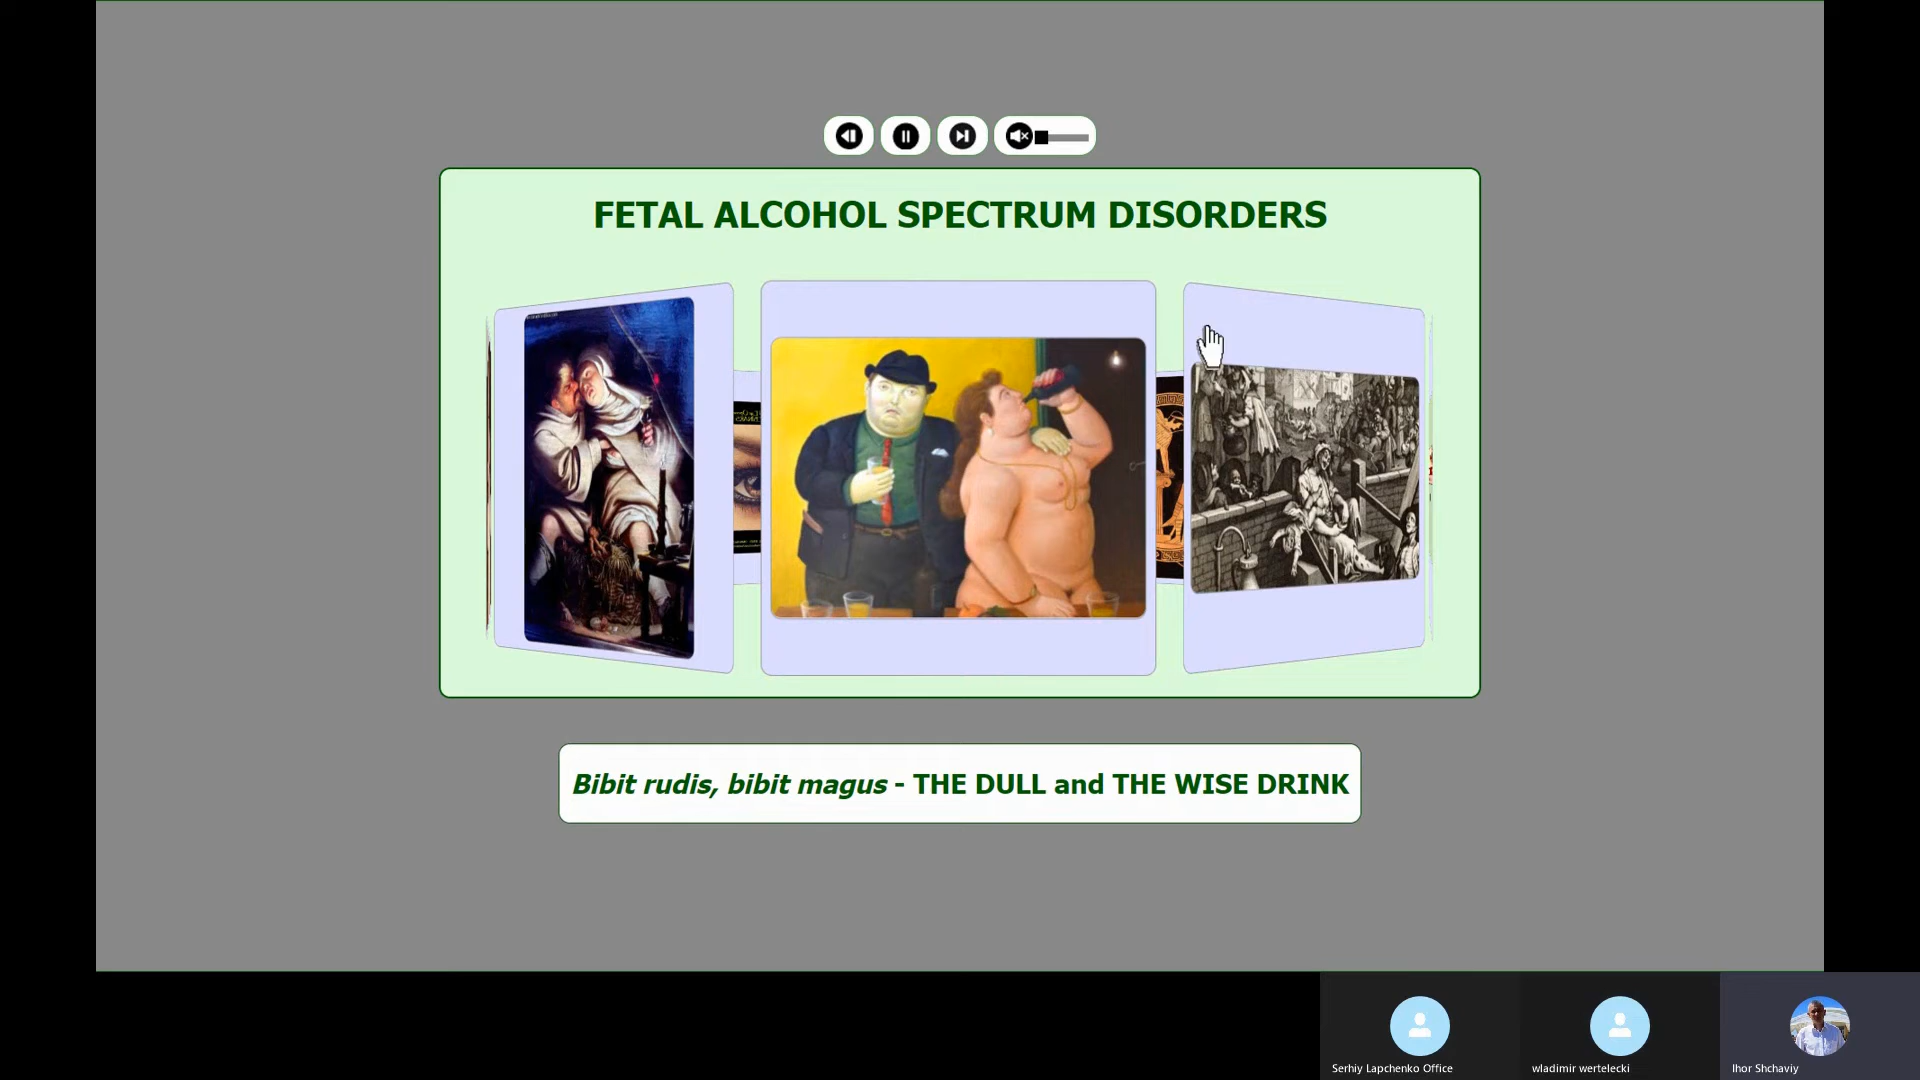 FETAL ALCOHOL SPECTRUM DISORDERS
Bibit rudis, bibit magus - THE DULL and THE WISE DRINK
Serhiy Lapchenko Office
wladimir wertelecki
Ihor Shchaviy